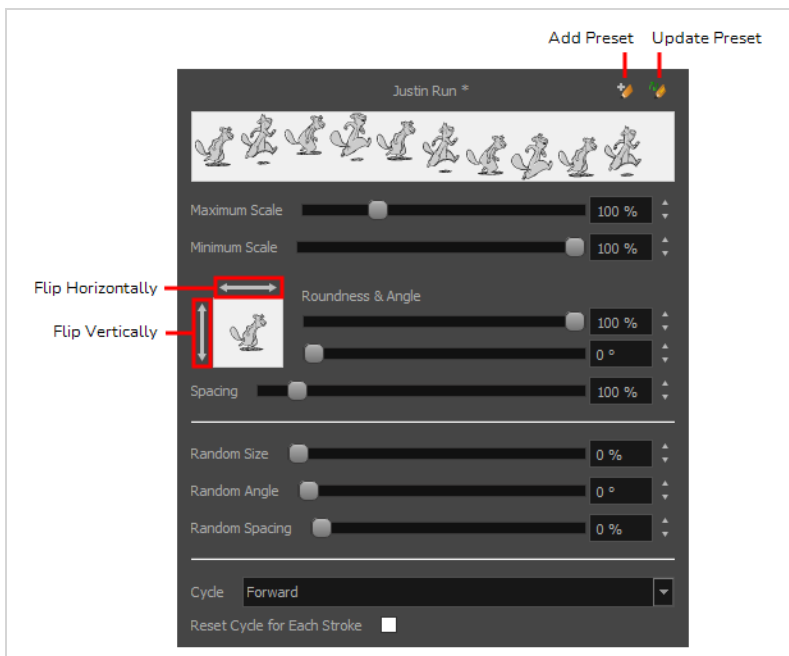 Add Preset Update Preset
Justin Run *
Maximum Scale 100 %
Minimum Scale 100 %
Flip Horizontally
Roundness & Angle
100 %
Flip Vertically
0 °
Spacing 100 %
Random Size 0 %
Random Angle 0 °
Random Spacing 0 %
Cycle Forward
Reset Cycle for Each Stroke